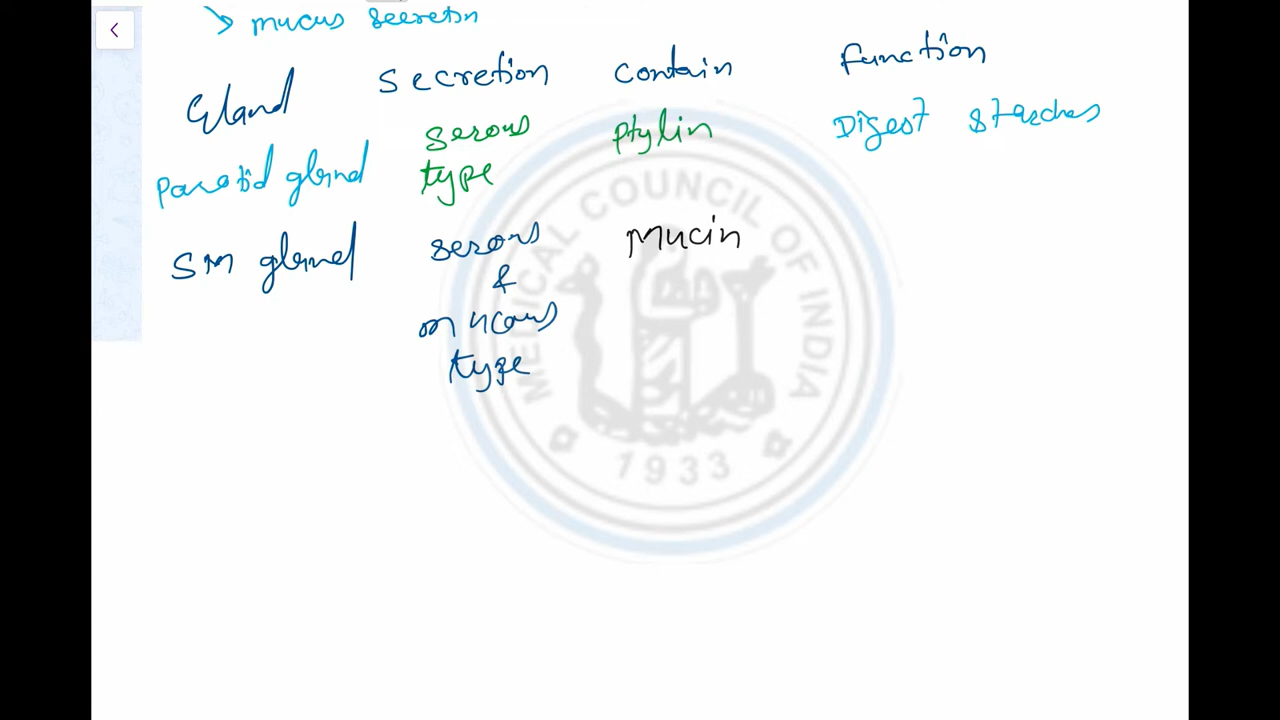 > mucus secretion
Gland Secretion contain function
Parotid gland serous type Ptylin Digest starches
SM gland serous & mucous type Mucin
MEDICAL COUNCIL OF INDIA
1933